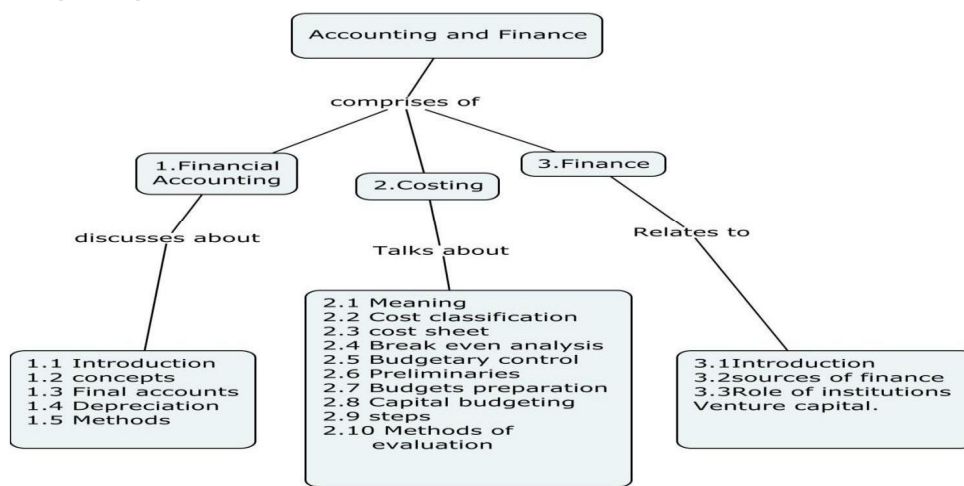 Accounting and Finance
comprises of
1.Financial
Accounting
2.Costing
3.Finance
discusses about
Talks about
Relates to
1.1 Introduction
1.2 concepts
1.3 Final accounts
1.4 Depreciation
1.5 Methods
2.1 Meaning
2.2 Cost classification
2.3 cost sheet
2.4 Break even analysis
2.5 Budgetary control
2.6 Preliminaries
2.7 Budgets preparation
2.8 Capital budgeting
2.9 steps
2.10 Methods of
evaluation
3.1Introduction
3.2sources of finance
3.3Role of institutions
Venture capital.